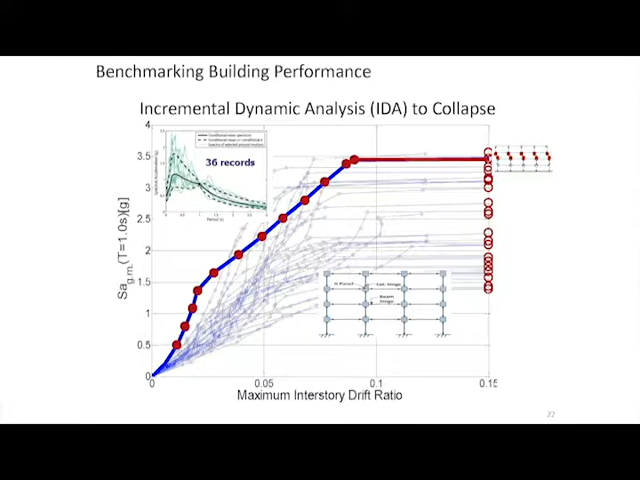 Benchmarking Building Performance
Incremental Dynamic Analysis (IDA) to Collapse
4
3.5
3
2.5
2
1.5
1
0.5
0
0
0.05
0.1
0.15
Sa g.m.(T=1.0s)[g]
Maximum Interstory Drift Ratio
36 records
22